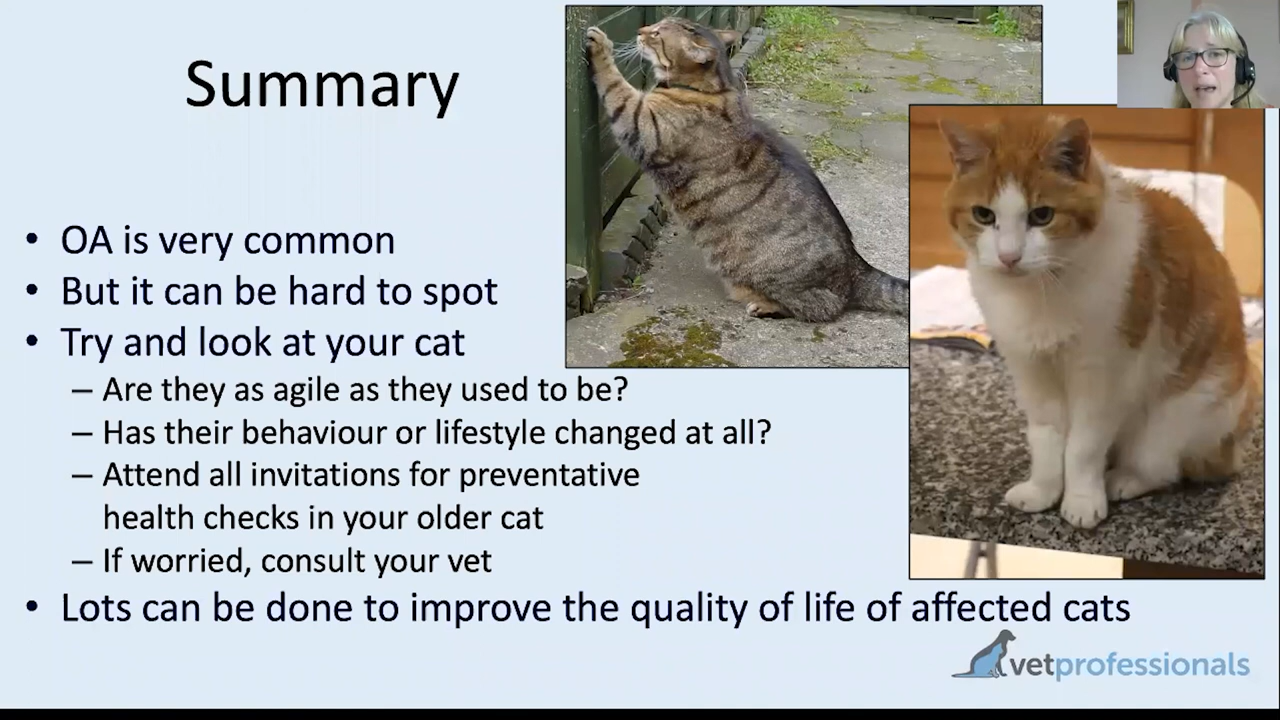 Summary
• OA is very common
• But it can be hard to spot
• Try and look at your cat
– Are they as agile as they used to be?
– Has their behaviour or lifestyle changed at all?
– Attend all invitations for preventative
health checks in your older cat
– If worried, consult your vet
• Lots can be done to improve the quality of life of affected cats
vetprofessionals